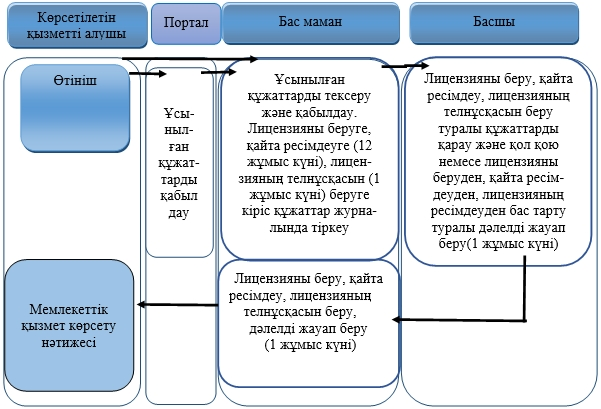 Көрсетілетін
қызметті алушы
Портал
Бас маман
Басшы
Өтініш
Ұсы-
ныл-
ған
құжат-
тарды
қабыл
дау
Ұсынылған
құжаттарды тексеру
және қабылдау.
Лицензияны беруге,
қайта ресімдеуге (12
жұмыс күні), лицен-
зияның телнұсқасын (1
жұмыс күні) беруге
кіріс құжаттар журна-
лында тіркеу
Лицензияны беру, қайта
ресімдеу, лицензияның
телнұсқасын беру
туралы құжаттарды
қарау және қол қою
немесе лицензияны
беруден, қайта ресім-
деуден, лицензияның
ресімдеуден бас тарту
туралы дәлелді жауап
беру(1 жұмыс күні)
Мемлекеттік
қызмет көрсету
нәтижесі
Лицензияны беру, қайта
ресімдеу, лицензияның
телнұсқасын беру,
дәлелді жауап беру
(1 жұмыс күні)